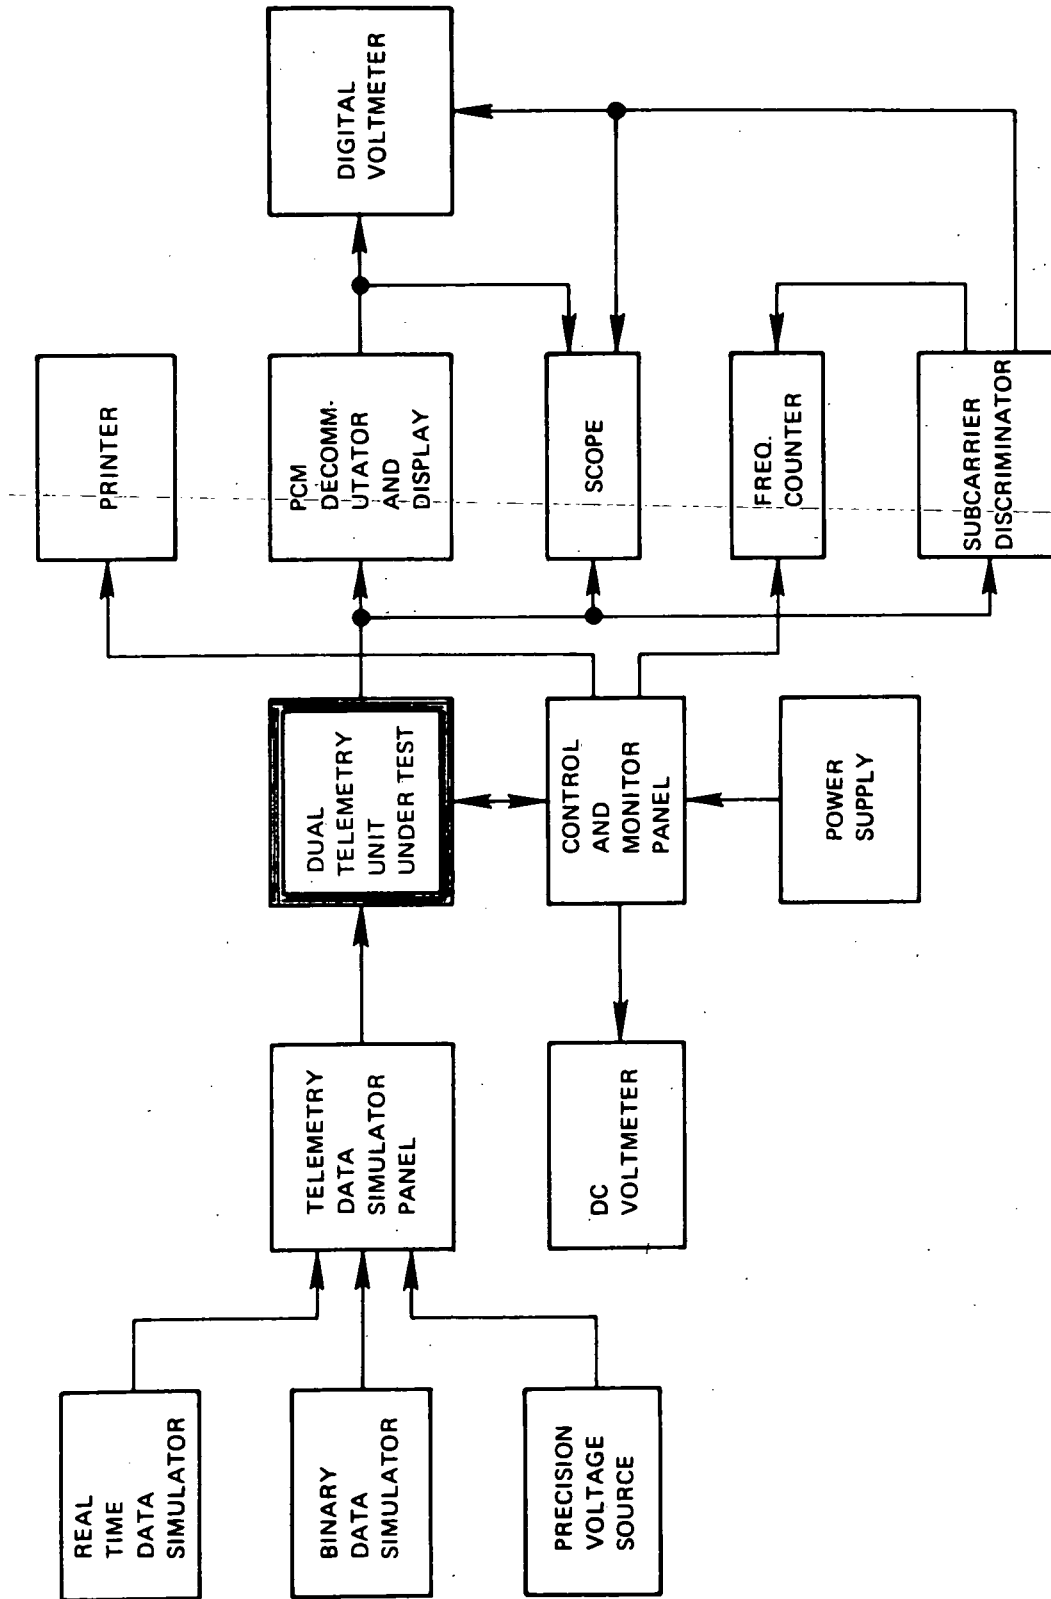 REAL
TIME
DATA
SIMULATOR
BINARY
DATA
SIMULATOR
PRECISION
VOLTAGE
SOURCE
TELEMETRY
DATA
SIMULATOR
PANEL
DC
VOLTMETER
DUAL
TELEMETRY
UNIT
UNDER TEST
CONTROL
AND
MONITOR
PANEL
POWER
SUPPLY
PRINTER
PCM
DECOMM-
UTATOR
AND
DISPLAY
SCOPE
FREQ.
COUNTER
SUBCARRIER
DISCRIMINATOR
DIGITAL
VOLTMETER